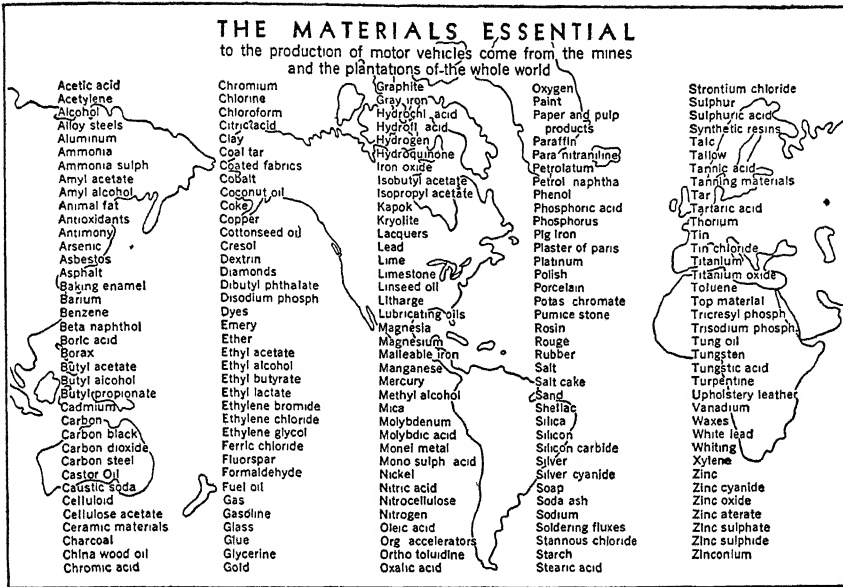 THE MATERIALS ESSENTIAL
to the production of motor vehicles come from the mines
and the plantations of the whole world
Acetic acid
Acetylene
Alcohol
Alloy steels
Aluminum
Ammonia
Ammonia sulph
Amyl acetate
Amyl alcohol
Animal fat
Antioxidants
Antimony
Arsenic
Asbestos
Asphalt
Baking enamel
Barium
Benzene
Beta naphthol
Boric acid
Borax
Butyl acetate
Butyl alcohol
Butyl propionate
Cadmium
Carbon
Carbon black
Carbon dioxide
Carbon steel
Castor Oil
Caustic soda
Celluloid
Cellulose acetate
Ceramic materials
Charcoal
China wood oil
Chromic acid
Chromium
Chlorine
Chloroform
Citric acid
Clay
Coal tar
Coated fabrics
Cobalt
Coconut oil
Coke
Copper
Cottonseed oil
Cresol
Dextrin
Diamonds
Dibutyl phthalate
Disodium phosph
Dyes
Emery
Ether
Ethyl acetate
Ethyl alcohol
Ethyl butyrate
Ethyl lactate
Ethylene bromide
Ethylene chloride
Ethylene glycol
Ferric chloride
Fluorspar
Formaldehyde
Fuel oil
Gas
Gasoline
Glass
Glue
Glycerine
Gold
Graphite
Gray iron
Hydrochl acid
Hydrofl acid
Hydrogen
Hydroquinone
Iron oxide
Isobutyl acetate
Isopropyl acetate
Kapok
Kryolite
Lacquers
Lead
Lime
Limestone
Linseed oil
Litharge
Lubricating oils
Magnesia
Magnesium
Malleable iron
Manganese
Mercury
Methyl alcohol
Mica
Molybdenum
Molybdic acid
Monel metal
Mono sulph acid
Nickel
Nitric acid
Nitrocellulose
Nitrogen
Oleic acid
Org accelerators
Ortho toluidine
Oxalic acid
Oxygen
Paint
Paper and pulp
products
Paraffin
Para nitraniline
Petrolatum
Petrol naphtha
Phenol
Phosphoric acid
Phosphorus
Pig iron
Plaster of paris
Platinum
Polish
Porcelain
Potas chromate
Pumice stone
Rosin
Rouge
Rubber
Salt
Salt cake
Sand
Shellac
Silica
Silicon
Silicon carbide
Silver
Silver cyanide
Soap
Soda ash
Sodium
Soldering fluxes
Stannous chloride
Starch
Stearic acid
Strontium chloride
Sulphur
Sulphuric acid
Synthetic resins
Talc
Tallow
Tannic acid
Tanning materials
Tar
Tartaric acid
Thorium
Tin
Tin chloride
Titanium
Titanium oxide
Toluene
Top material
Tricresyl phosph
Trisodium phosph
Tung oil
Tungsten
Tungstic acid
Turpentine
Upholstery leather
Vanadium
Waxes
White lead
Whiting
Xylene
Zinc
Zinc cyanide
Zinc oxide
Zinc aterate
Zinc sulphate
Zinc sulphide
Zinconium